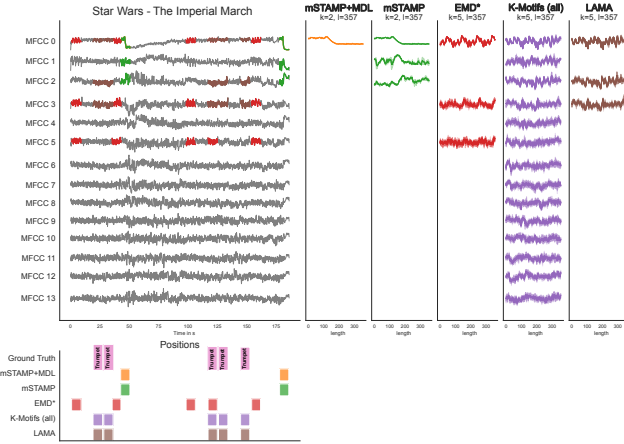 Star Wars - The Imperial March
mSTAMP+MDL
k=2, l=357
mSTAMP
k=2, l=357
EMD*
k=5, l=357
K-Motifs (all)
k=5, l=357
LAMA
k=5, l=357
MFCC 0
MFCC 1
MFCC 2
MFCC 3
MFCC 4
MFCC 5
MFCC 6
MFCC 7
MFCC 8
MFCC 9
MFCC 10
MFCC 11
MFCC 12
MFCC 13
0 25 50 75 100 125 150 175
Time in s
0 100 200 300
length
0 100 200 300
length
0 100 200 300
length
0 100 200 300
length
0 100 200 300
length
Positions
Ground Truth
Trumpet Trumpet Trumpet Trumpet Trumpet
mSTAMP+MDL
mSTAMP
EMD*
K-Motifs (all)
LAMA